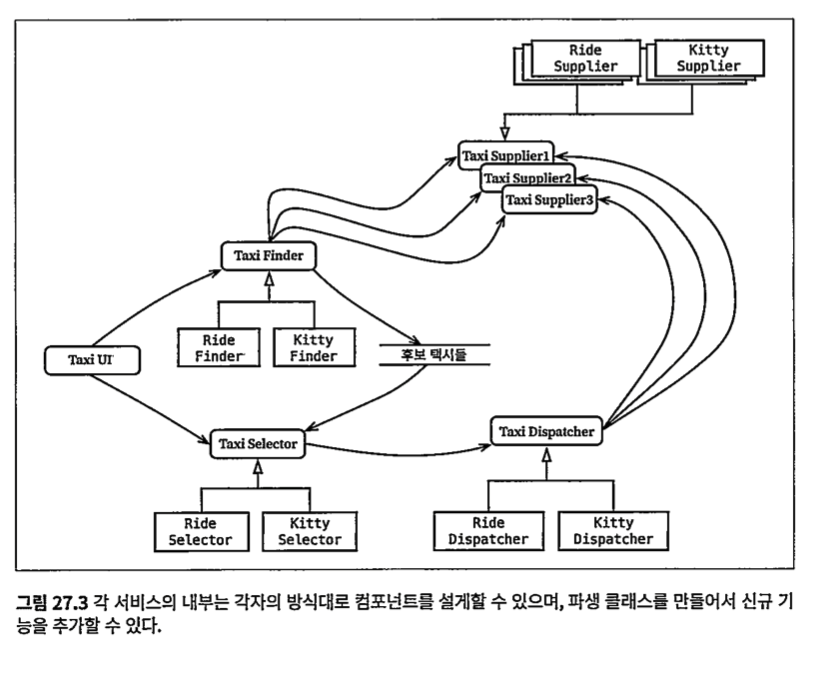 Ride
Supplier
Kitty
Supplier
Taxi Supplier1
Taxi Supplier2
Taxi Supplier3
Taxi Finder
Ride
Finder
Kitty
Finder
Taxi UI
후보 택시들
Taxi Selector
Taxi Dispatcher
Ride
Selector
Kitty
Selector
Ride
Dispatcher
Kitty
Dispatcher
그림 27.3 각 서비스의 내부는 각자의 방식대로 컴포넌트를 설계할 수 있으며, 파생 클래스를 만들어서 신규 기
능을 추가할 수 있다.